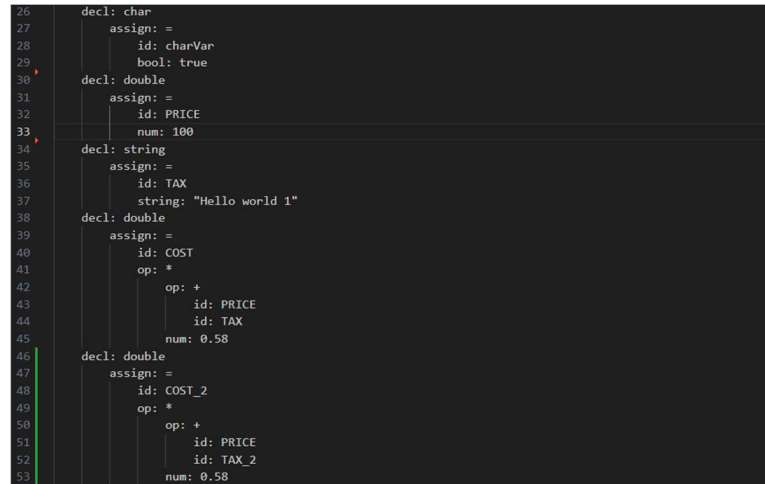 26 decl: char
27 assign: =
28 id: charVar
29 bool: true
30 decl: double
31 assign: =
32 id: PRICE
33 num: 100
34 decl: string
35 assign: =
36 id: TAX
37 string: "Hello world 1"
38 decl: double
39 assign: =
40 id: COST
41 op: *
42 op: +
43 id: PRICE
44 id: TAX
45 num: 0.58
46 decl: double
47 assign: =
48 id: COST_2
49 op: *
50 op: +
51 id: PRICE
52 id: TAX_2
53 num: 0.58